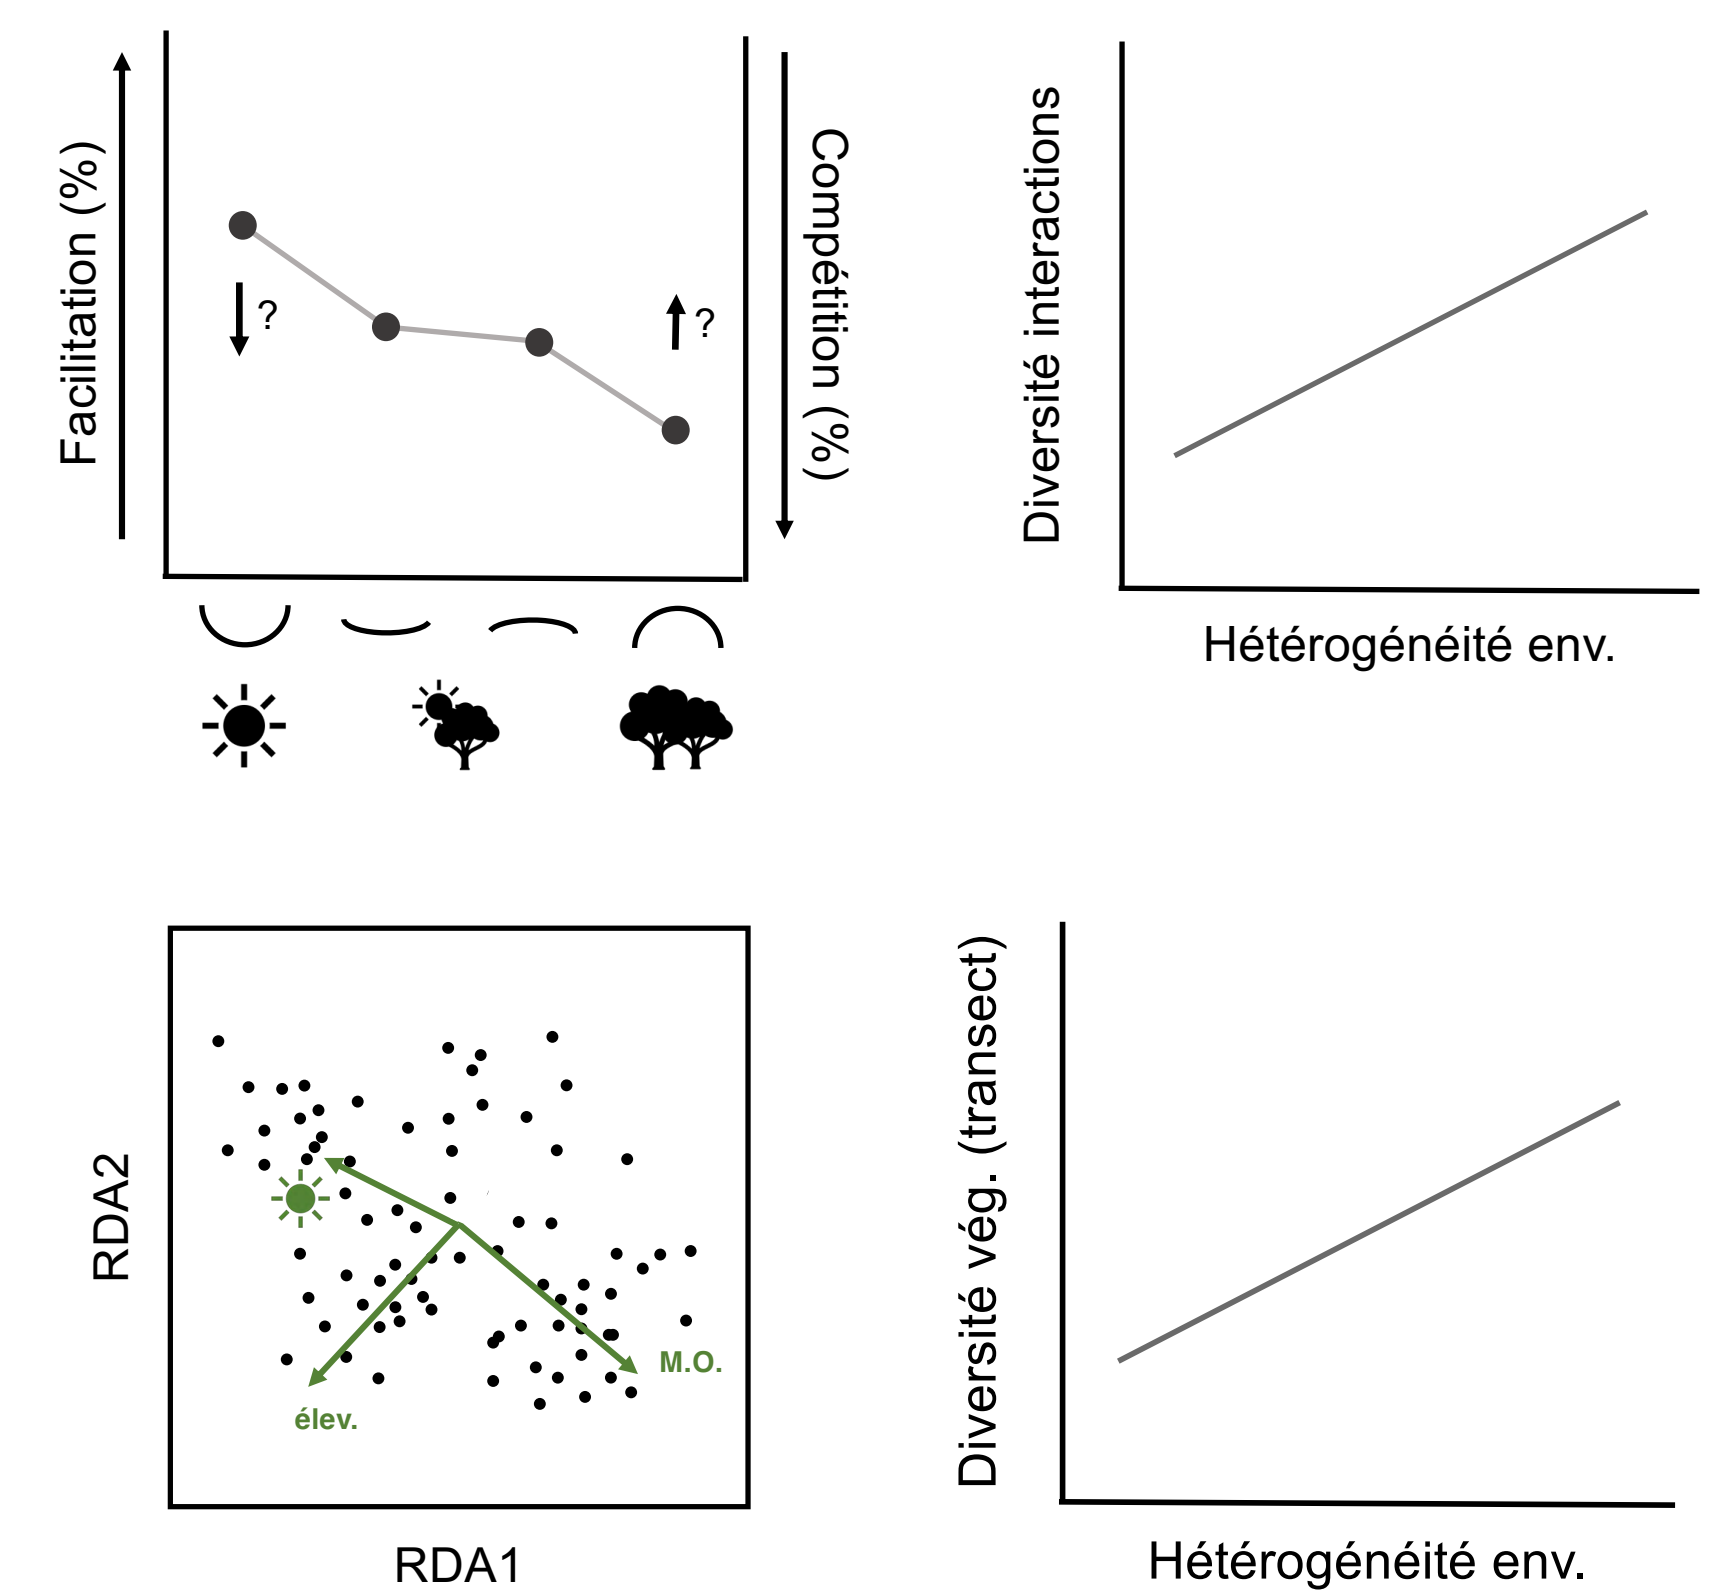 Facilitation (%)
?
?
Compétition (%)
Diversité interactions
Hétérogénéité env.
RDA2
M.O.
élev.
RDA1
Diversité vég. (transect)
Hétérogénéité env.